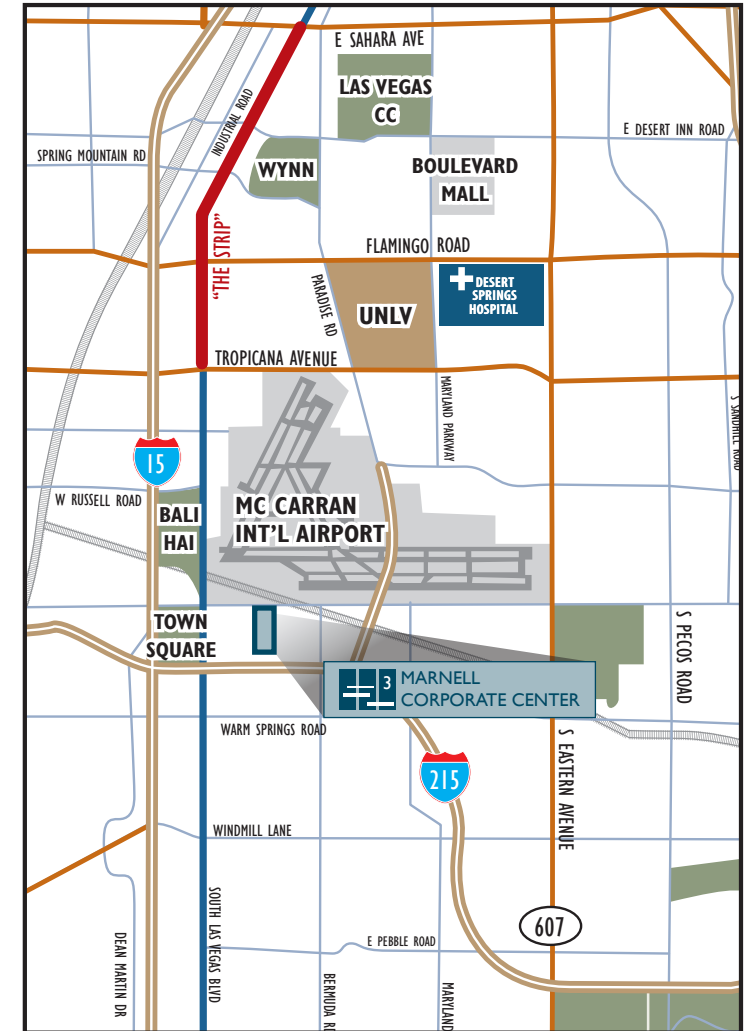 E SAHARA AVE
LAS VEGAS
CC
INDUSTRIAL ROAD
E DESERT INN ROAD
SPRING MOUNTAIN RD
WYNN
BOULEVARD
MALL
"THE STRIP"
FLAMINGO ROAD
PARADISE RD
DESERT
SPRINGS
HOSPITAL
UNLV
TROPICANA AVENUE
MARYLAND PARKWAY
S SANDHILL ROAD
15
W RUSSELL ROAD
BALI
HAI
MC CARRAN
INT'L AIRPORT
TOWN
SQUARE
S PECOS ROAD
3
MARNELL
CORPORATE CENTER
WARM SPRINGS ROAD
S EASTERN AVENUE
215
WINDMILL LANE
SOUTH LAS VEGAS BLVD
607
DEAN MARTIN DR
E PEBBLE ROAD
BERMUDA
MARYLAND